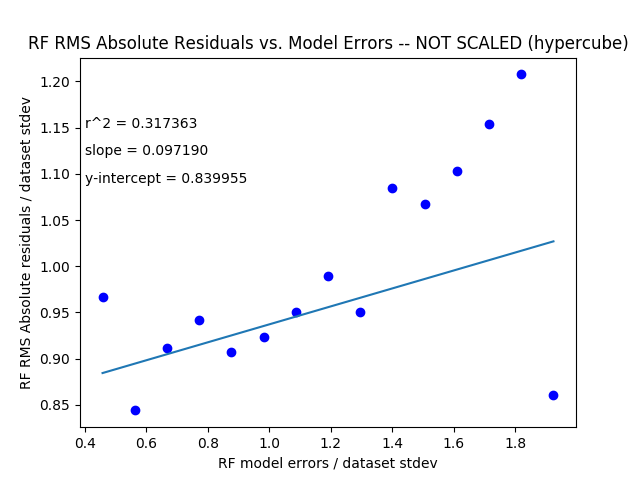 RF RMS Absolute Residuals vs. Model Errors -- NOT SCALED (hypercube)
RF RMS Absolute residuals / dataset stdev
1.20
1.15
1.10
1.05
1.00
0.95
0.90
0.85
r^2 = 0.317363
slope = 0.097190
y-intercept = 0.839955
0.4 0.6 0.8 1.0 1.2 1.4 1.6 1.8
RF model errors / dataset stdev